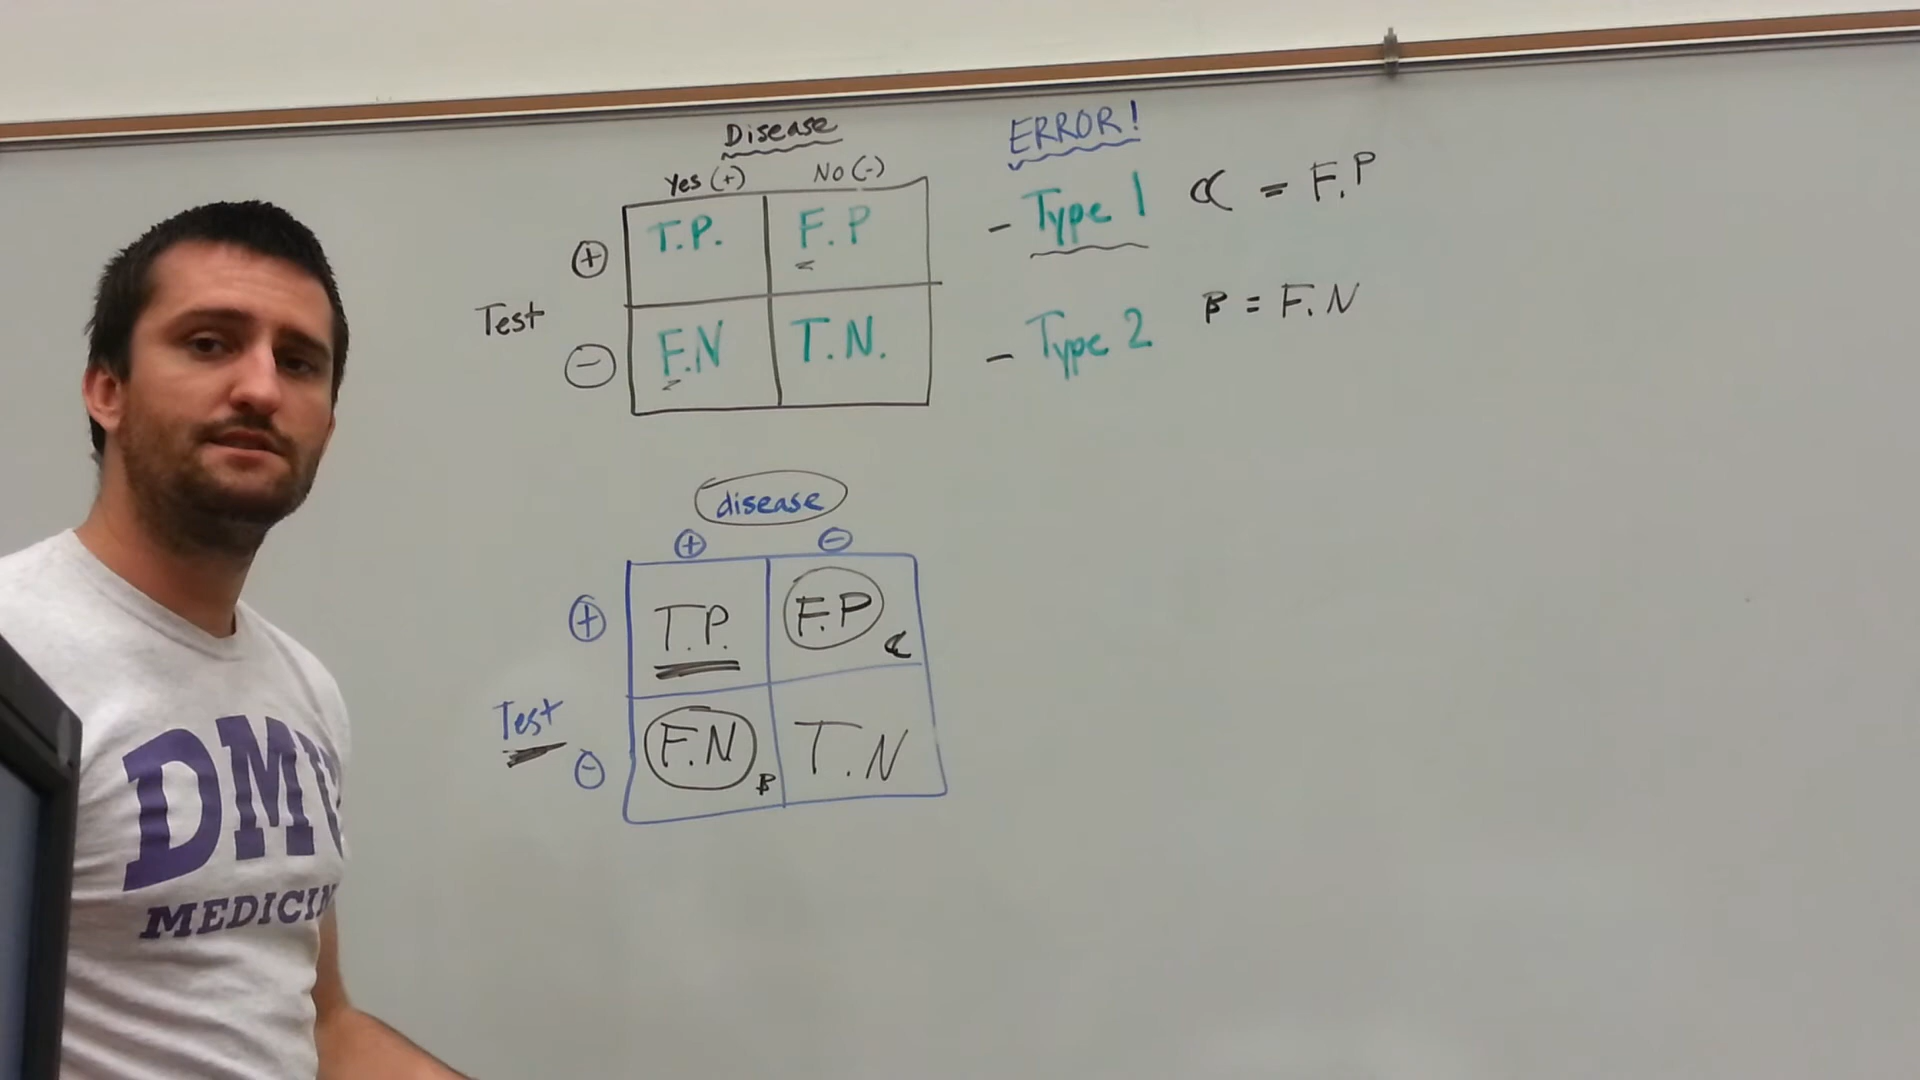 Disease
Yes (+) No (-)
Test
+ T.P. F.P
- F.N T.N.
ERROR!
- Type 1 α = F.P
- Type 2 β = F.N
disease
+ -
Test
+ T.P. F.P α
- F.N β T.N
DMU
MEDICIN